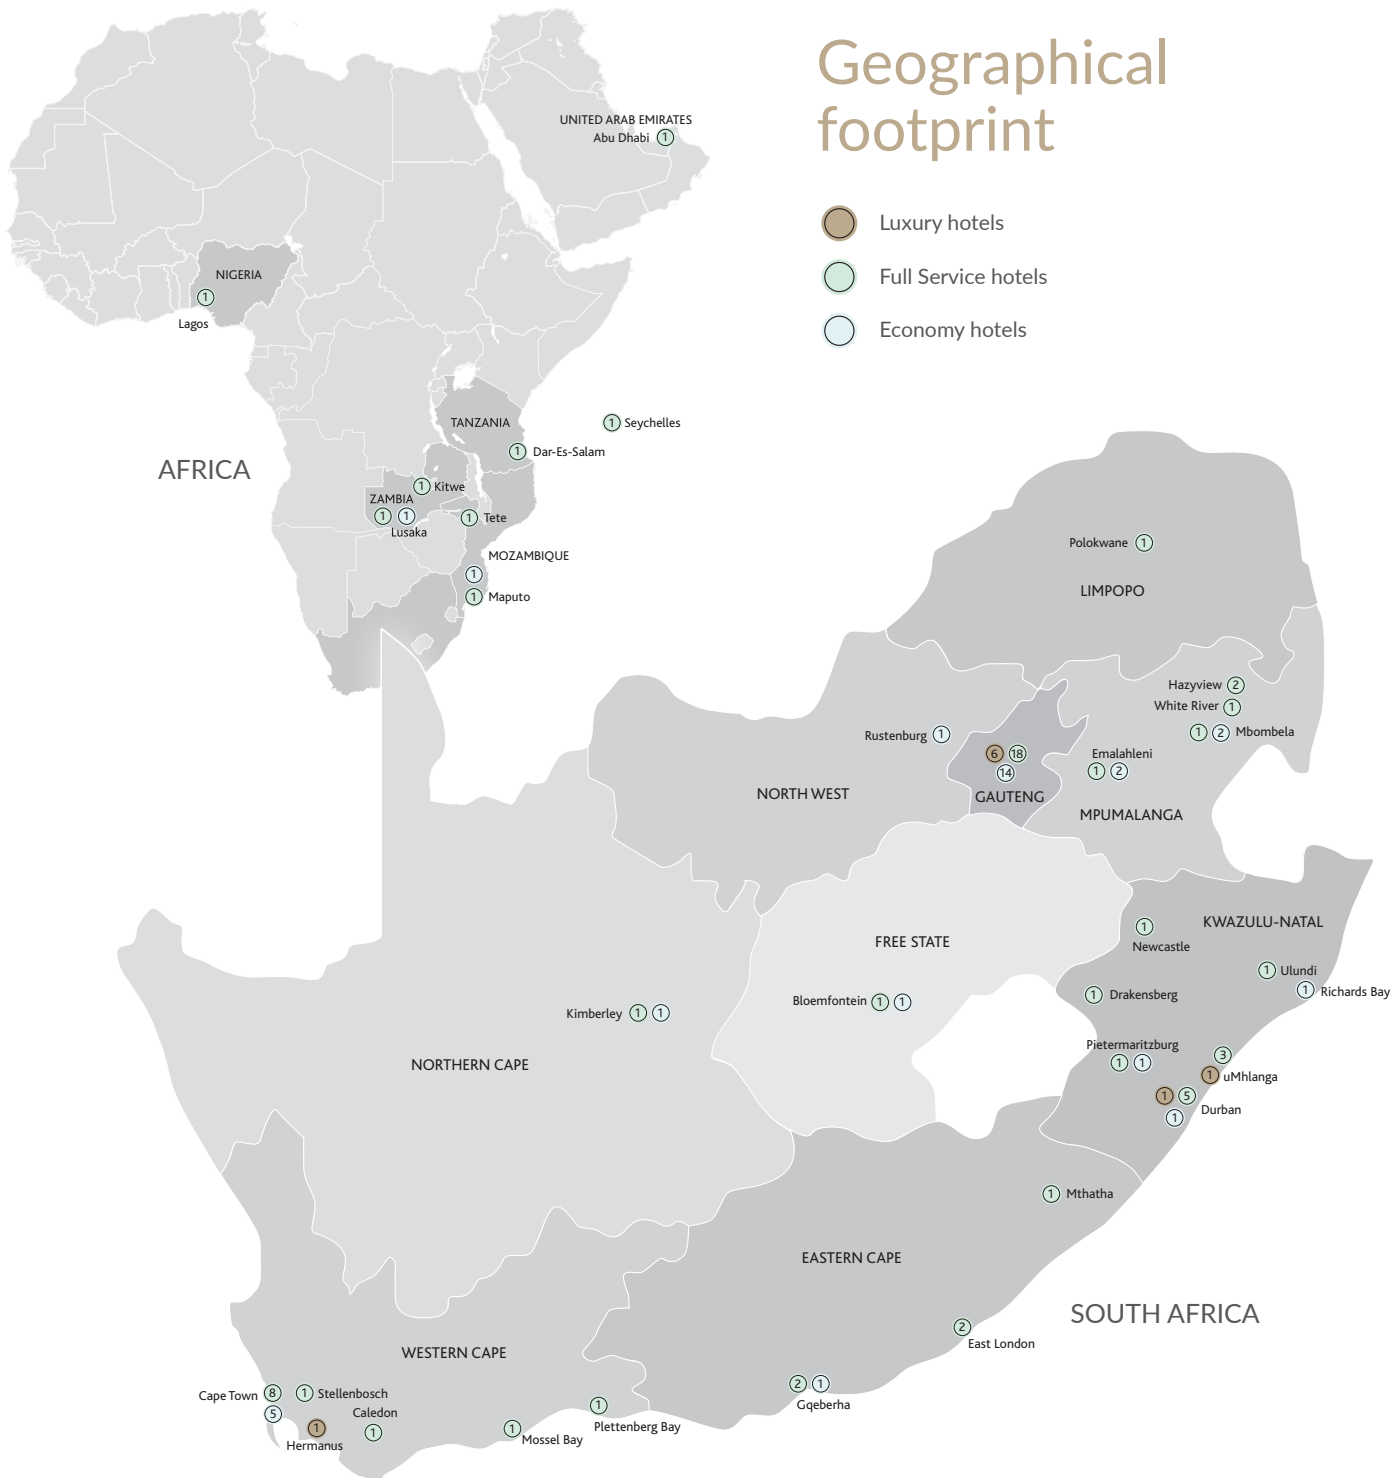 Geographical
footprint
Luxury hotels
Full Service hotels
Economy hotels
UNITED ARAB EMIRATES
Abu Dhabi 1
NIGERIA
1
Lagos
TANZANIA
1 Seychelles
1 Dar-Es-Salam
AFRICA
1 Kitwe
ZAMBIA
1 1
Lusaka
1 Tete
MOZAMBIQUE
1
1 Maputo
Polokwane 1
LIMPOPO
Hazyview 2
White River 1
1 2 Mbombela
Rustenburg 1
6 18
14
GAUTENG
Emalahleni
1 2
NORTH WEST
MPUMALANGA
KWAZULU-NATAL
1
Newcastle
FREE STATE
1 Ulundi
1 Richards Bay
1 Drakensberg
Bloemfontein 1 1
Kimberley 1 1
Pietermaritzburg
1 1
3
1 uMhlanga
NORTHERN CAPE
1 5
Durban
1
1 Mthatha
EASTERN CAPE
SOUTH AFRICA
2
East London
WESTERN CAPE
2 1
Gqeberha
Cape Town 8
5
1 Stellenbosch
Caledon
1
1
Hermanus
1
Mossel Bay
1
Plettenberg Bay